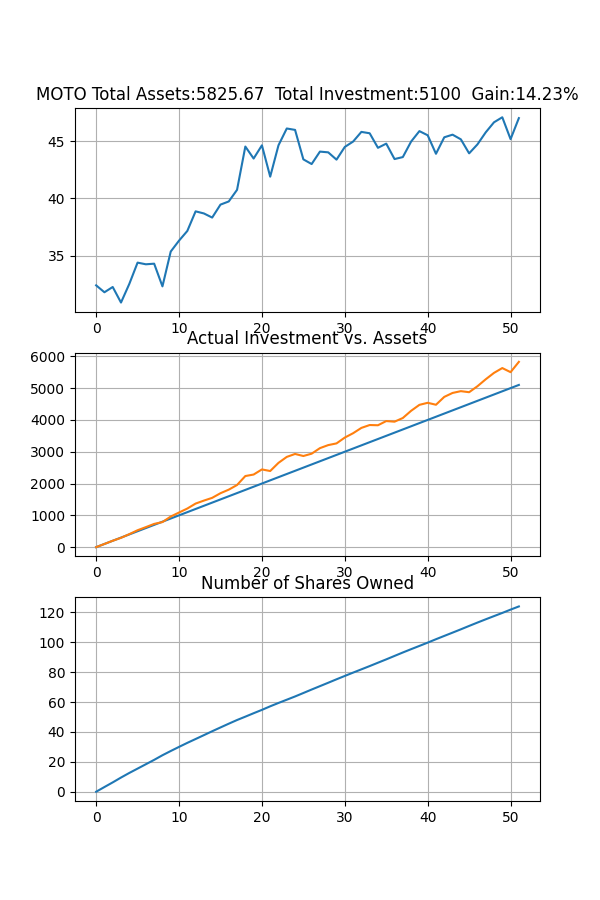 MOTO Total Assets:5825.67  Total Investment:5100  Gain:14.23%
45
40
35
0 10 20 30 40 50
Actual Investment vs. Assets
6000
5000
4000
3000
2000
1000
0
0 10 20 30 40 50
Number of Shares Owned
120
100
80
60
40
20
0
0 10 20 30 40 50